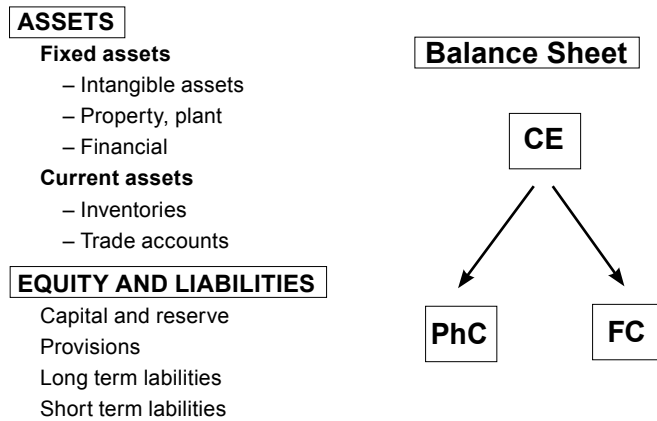 ASSETS
Fixed assets
– Intangible assets
– Property, plant
– Financial
Current assets
– Inventories
– Trade accounts
EQUITY AND LIABILITIES
Capital and reserve
Provisions
Long term labilities
Short term labilities
Balance Sheet
CE
PhC
FC